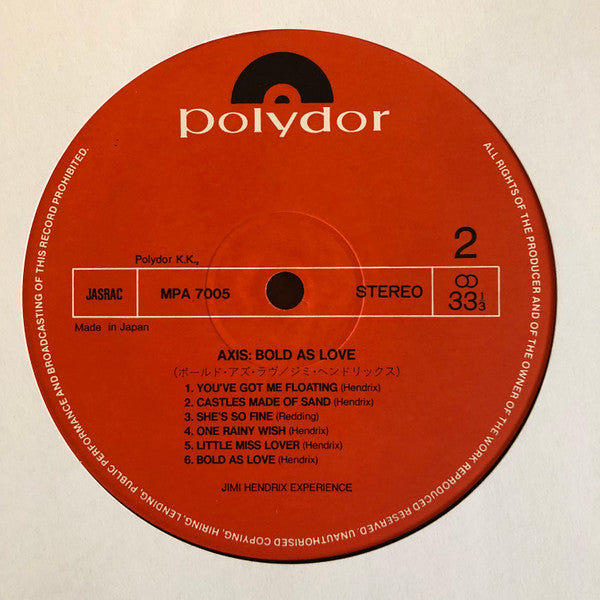 polydor
ALL RIGHTS OF THE PRODUCER AND OF THE OWNER OF THE WORK REPRODUCED RESERVED. UNAUTHORISED COPYING, HIRING, LENDING, PUBLIC PERFORMANCE AND BROADCASTING OF THIS RECORD PROHIBITED.
2
Polydor K.K.,
JASRAC
MPA 7005
STEREO
33 1/3
Made in Japan
AXIS: BOLD AS LOVE
(ボールド・アズ・ラヴ/ジミ・ヘンドリックス)
1. YOU'VE GOT ME FLOATING (Hendrix)
2. CASTLES MADE OF SAND (Hendrix)
3. SHE'S SO FINE (Redding)
4. ONE RAINY WISH (Hendrix)
5. LITTLE MISS LOVER (Hendrix)
6. BOLD AS LOVE (Hendrix)
JIMI HENDRIX EXPERIENCE